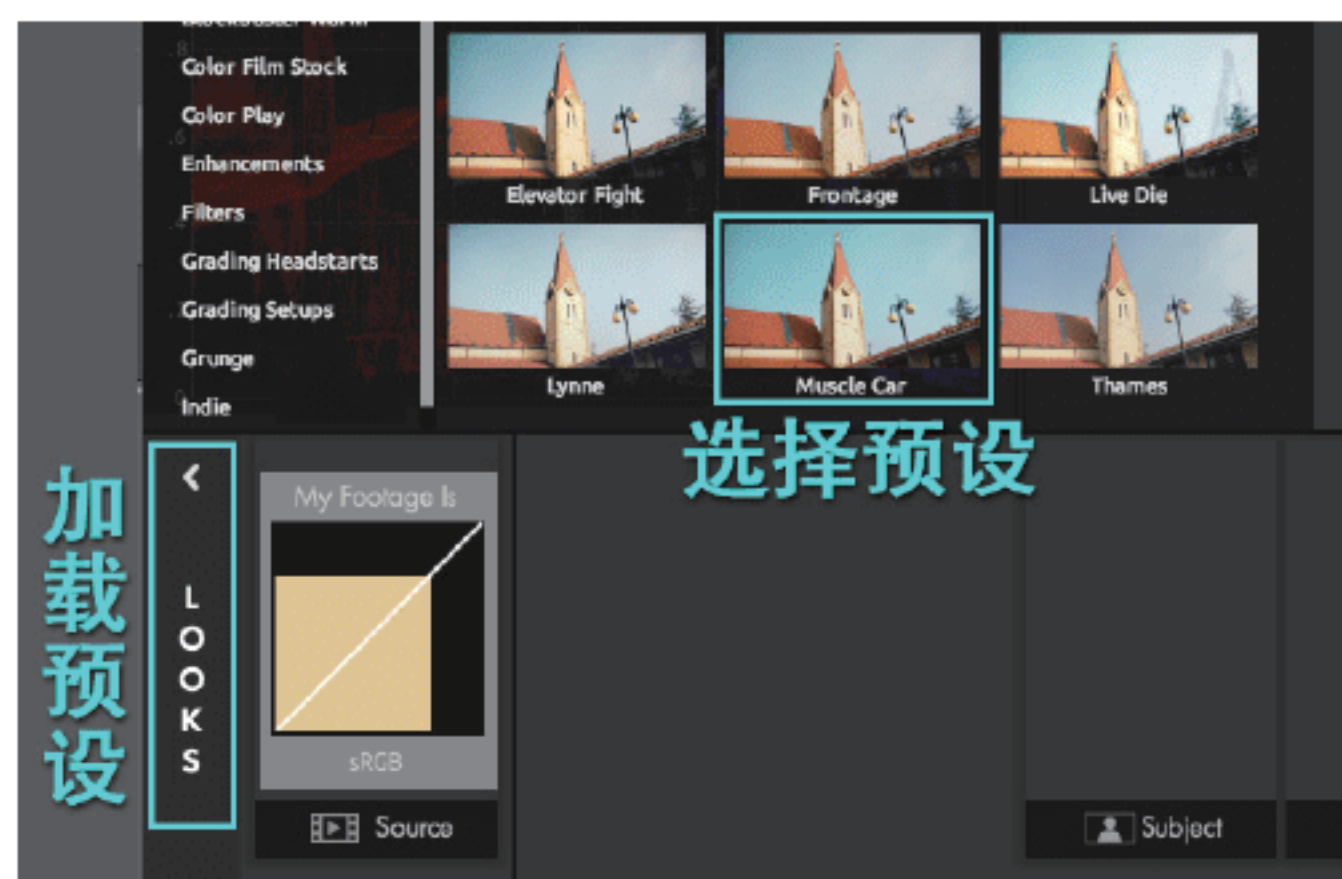 Color Film Stock
Color Play
Enhancements
Filters
Grading Headstarts
Grading Setups
Grunge
Indie
Elevator Fight
Frontage
Live Die
Lynne
Muscle Car
Thames
选择预设
加载预设
LOOKS
My Footage Is
sRGB
Source
Subject